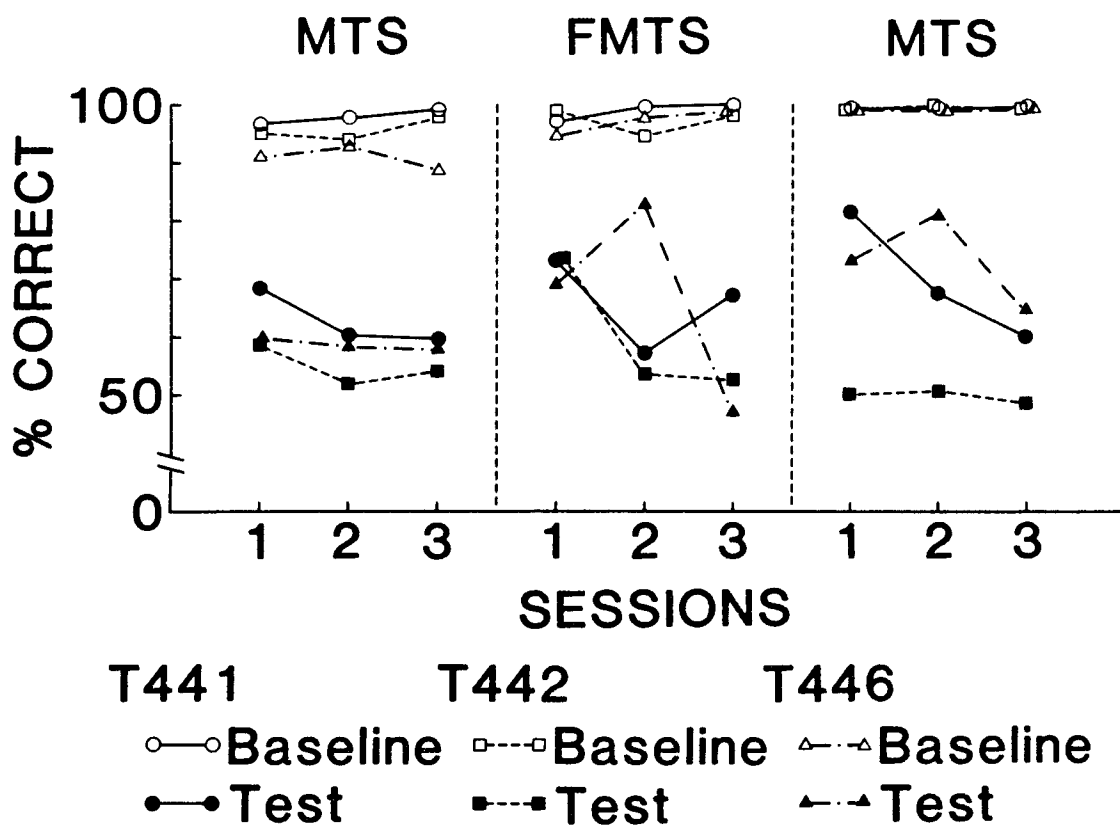 MTS FMTS MTS
100
50
0
% CORRECT
1 2 3 1 2 3 1 2 3
SESSIONS
T441 T442 T446
Baseline Baseline Baseline
Test Test Test